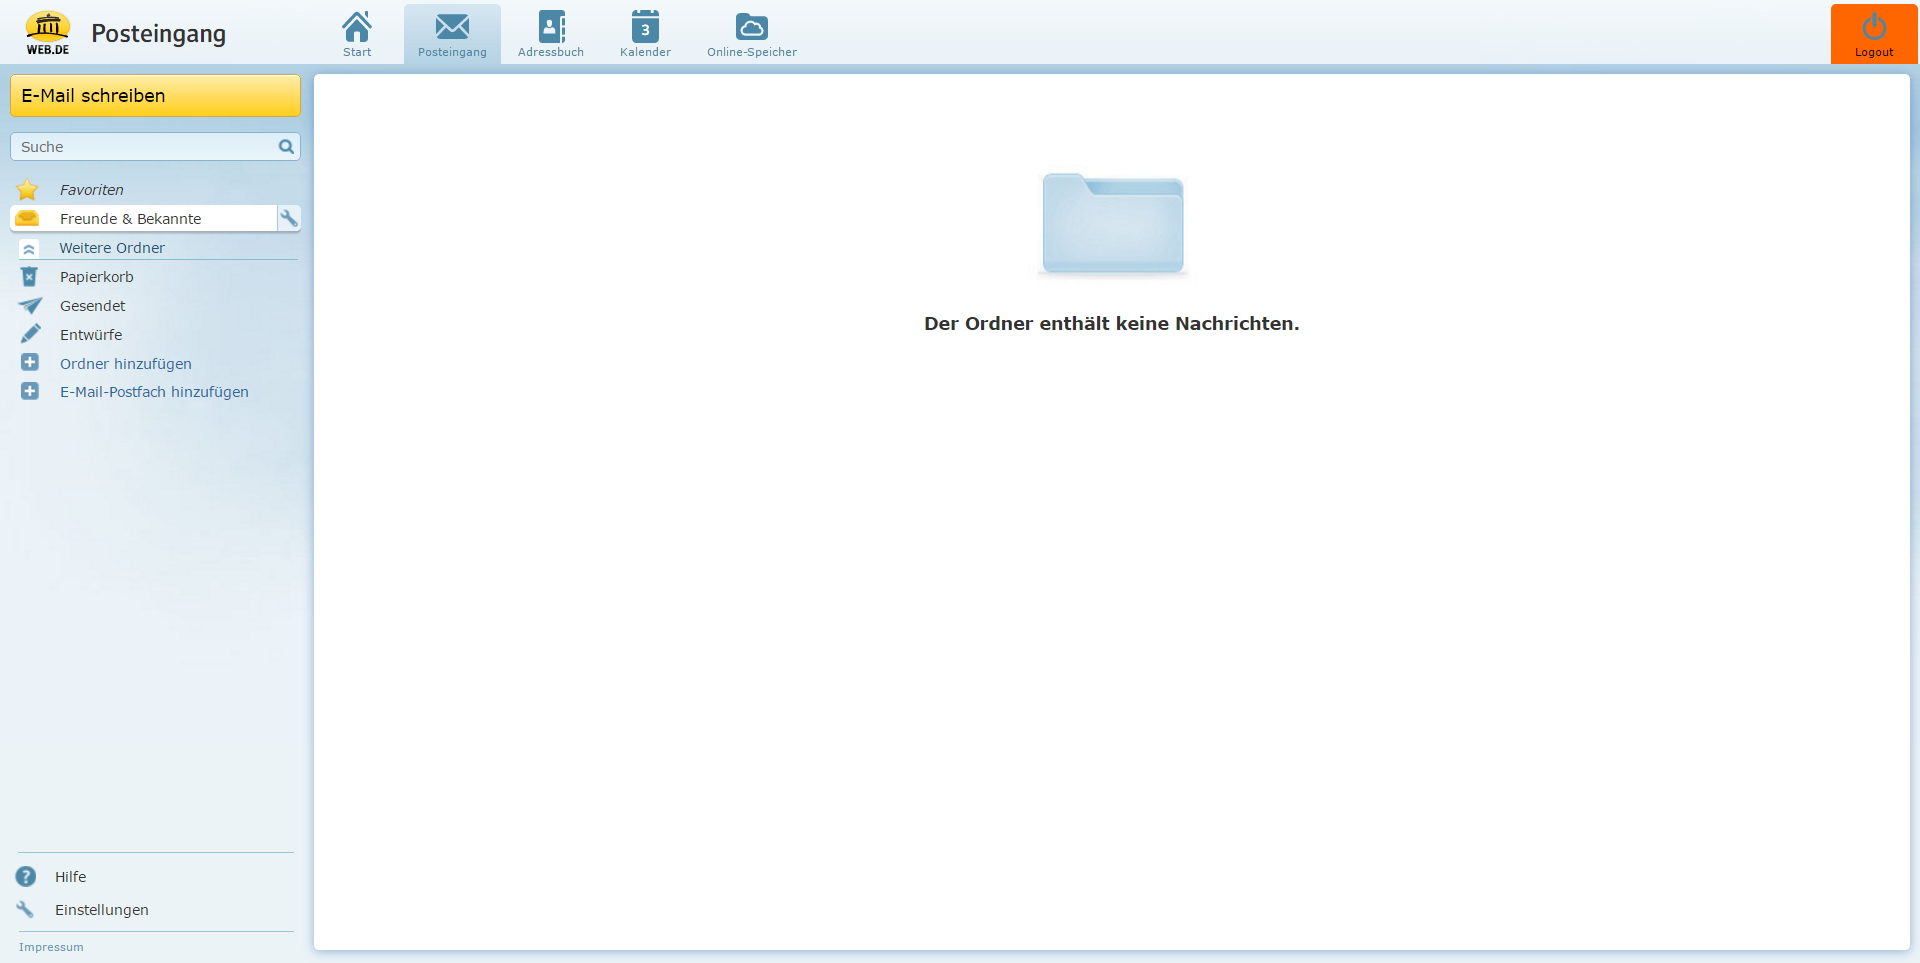 WEB.DE
Posteingang
Start
Posteingang
Adressbuch
3
Kalender
Online-Speicher
Logout
E-Mail schreiben
Suche
Favoriten
Freunde & Bekannte
Weitere Ordner
Papierkorb
Gesendet
Entwürfe
Ordner hinzufügen
E-Mail-Postfach hinzufügen
Der Ordner enthält keine Nachrichten.
Hilfe
Einstellungen
Impressum